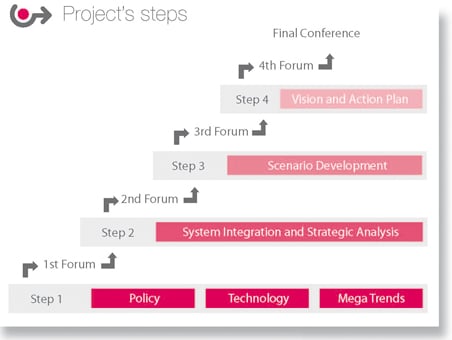 Project's steps
Final Conference
4th Forum
Step 4 Vision and Action Plan
3rd Forum
Step 3 Scenario Development
2nd Forum
Step 2 System Integration and Strategic Analysis
1st Forum
Step 1 Policy Technology Mega Trends